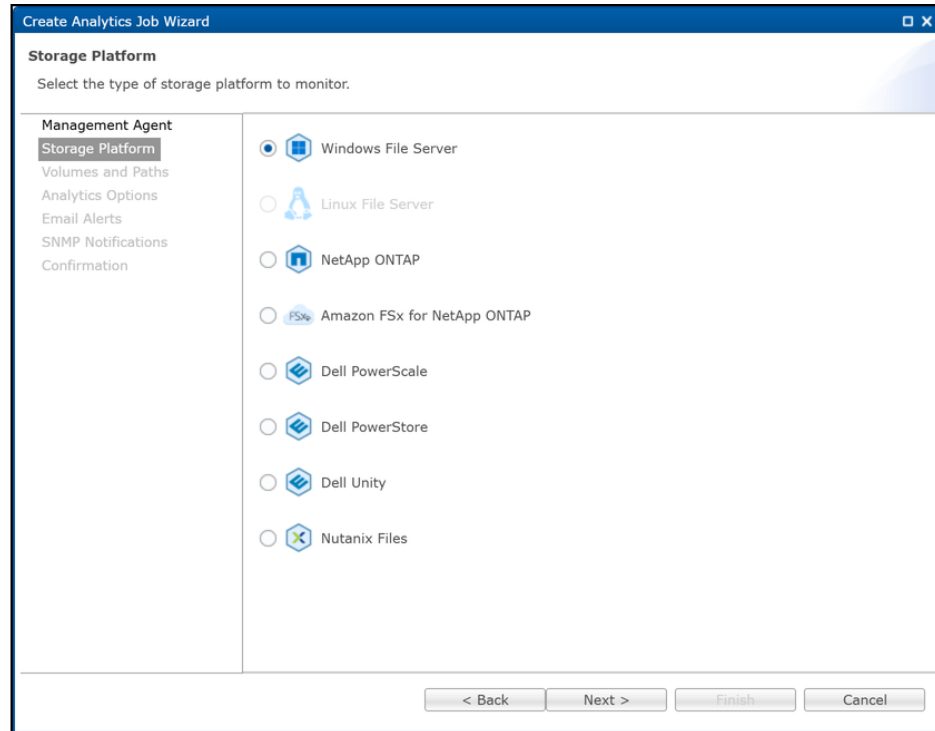 Create Analytics Job Wizard
Storage Platform
Select the type of storage platform to monitor.
Management Agent
Storage Platform
Volumes and Paths
Analytics Options
Email Alerts
SNMP Notifications
Confirmation
Windows File Server
Linux File Server
NetApp ONTAP
FSx Amazon FSx for NetApp ONTAP
Dell PowerScale
Dell PowerStore
Dell Unity
Nutanix Files
< Back Next > Finish Cancel